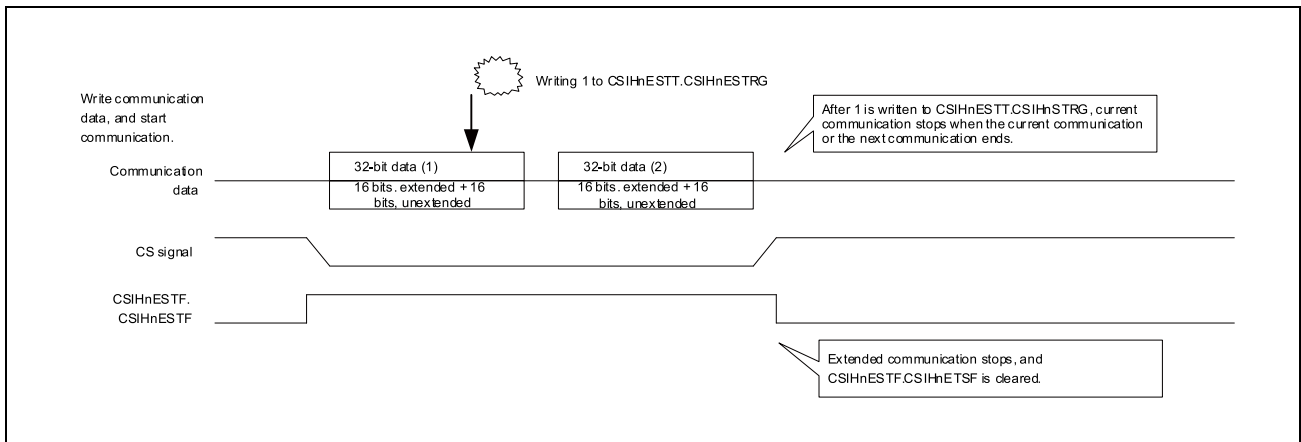 Writing 1 to CSIHnESTT.CSIHnESTRG
Write communication
data, and start
communication.
After 1 is written to CSIHnESTT.CSIHnSTRG, current
communication stops when the current communication
or the next communication ends.
Communication
data
32-bit data (1)
16 bits. extended + 16
bits, unextended
32-bit data (2)
16 bits. extended + 16
bits, unextended
CS signal
CSIHnESTF.
CSIHnESTF
Extended communication stops, and
CSIHnESTF.CSIHnETSF is cleared.